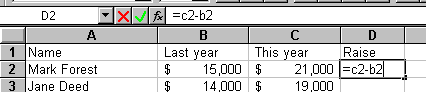 D2 fx =c2-b2
A B C D
1 Name Last year This year Raise
2 Mark Forest $ 15,000 $ 21,000 =c2-b2
3 Jane Deed $ 14,000 $ 19,000